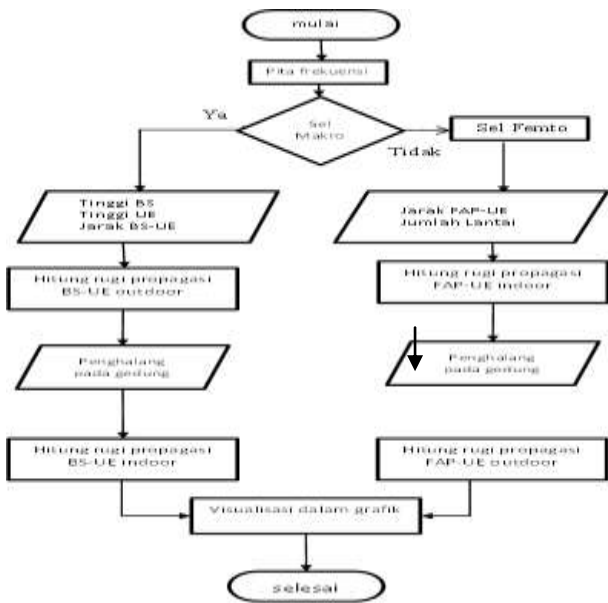 mulai
Pita frekuensi
Sel
Makro
Ya
Tidak
Sel Femto
Tinggi BS
Tinggi UE
Jarak BS-UE
Jarak FAP-UE
Jumlah Lantai
Hitung rugi propagasi
BS-UE outdoor
Hitung rugi propagasi
FAP-UE indoor
Penghalang
pada gedung
Penghalang
pada gedung
Hitung rugi propagasi
BS-UE indoor
Hitung rugi propagasi
FAP-UE outdoor
Visualisasi dalam grafik
selesai